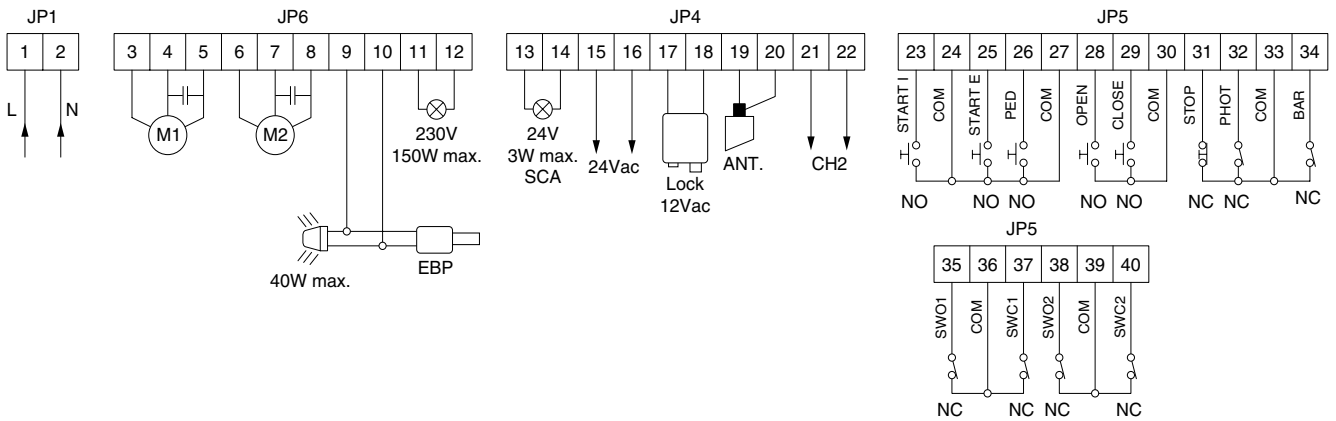 JP1 JP6 JP4 JP5
1 2 3 4 5 6 7 8 9 10 11 12 13 14 15 16 17 18 19 20 21 22 23 24 25 26 27 28 29 30 31 32 33 34
L N
M1 M2
230V
150W max.
24V
3W max.
SCA
24Vac
Lock
12Vac
ANT.
CH2
START I COM START E PED COM OPEN CLOSE COM STOP PHOT COM BAR
NO NO NO NO NO NC NC NC
40W max.
EBP
JP5
35 36 37 38 39 40
SWO1 COM SWC1 SWO2 COM SWC2
NC NC NC NC